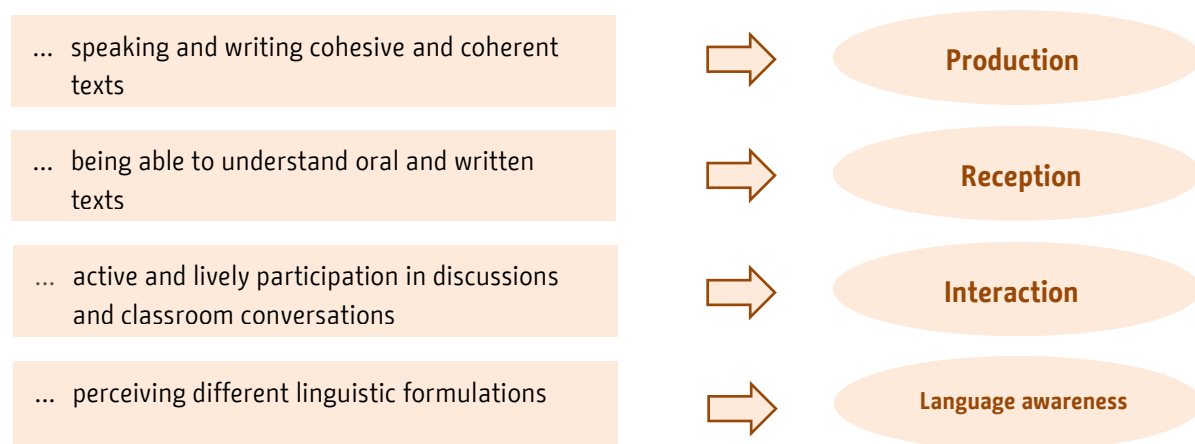 ... speaking and writing cohesive and coherent
texts
Production
... being able to understand oral and written
texts
Reception
... active and lively participation in discussions
and classroom conversations
Interaction
... perceiving different linguistic formulations
Language awareness